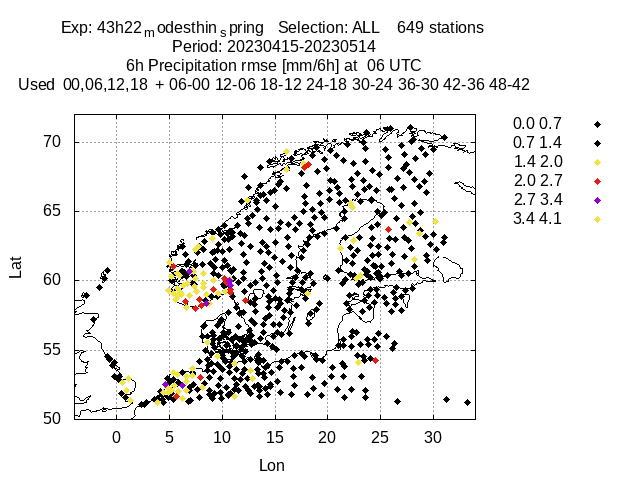 Exp: 43h22modesthinspring   Selection: ALL    649 stations
Period: 20230415-20230514
6h Precipitation rmse [mm/6h] at  06 UTC
Used  00,06,12,18  + 06-00 12-06 18-12 24-18 30-24 36-30 42-36 48-42
0.0 0.7
0.7 1.4
1.4 2.0
2.0 2.7
2.7 3.4
3.4 4.1
70
65
60
55
50
Lat
0 5 10 15 20 25 30
Lon